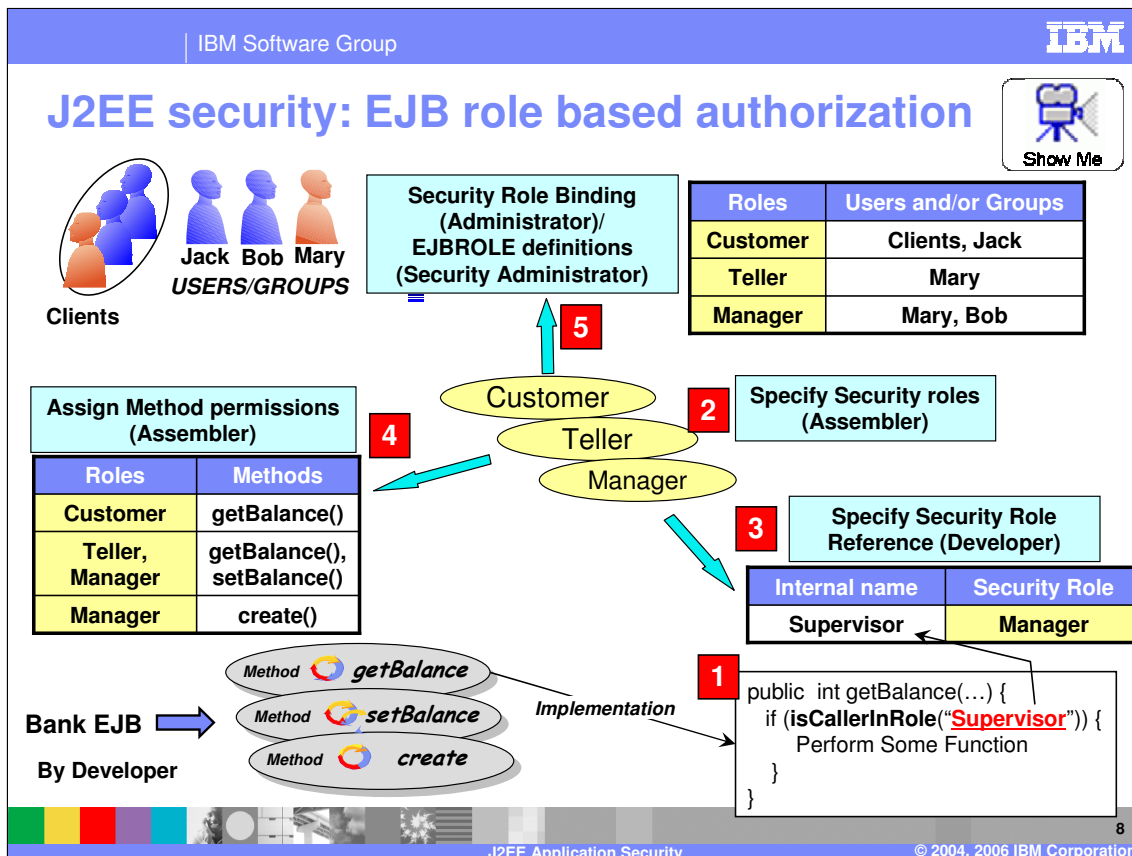 IBM Software Group
IBM
J2EE security: EJB role based authorization
Show Me
Jack Bob Mary
USERS/GROUPS
Clients
Security Role Binding
(Administrator)/
EJBROLE definitions
(Security Administrator)
Roles Users and/or Groups
Customer Clients, Jack
Teller Mary
Manager Mary, Bob
5
Customer
Teller
Manager
2
Specify Security roles
(Assembler)
Assign Method permissions
(Assembler)
4
Roles Methods
Customer getBalance()
Teller, getBalance(),
Manager setBalance()
Manager create()
3
Specify Security Role
Reference (Developer)
Internal name Security Role
Supervisor Manager
Bank EJB
By Developer
Method getBalance
Method setBalance
Method create
Implementation
1
public int getBalance(…) {
if (isCallerInRole(“Supervisor”)) {
Perform Some Function
}
}
8
J2EE Application Security
© 2004, 2006 IBM Corporation